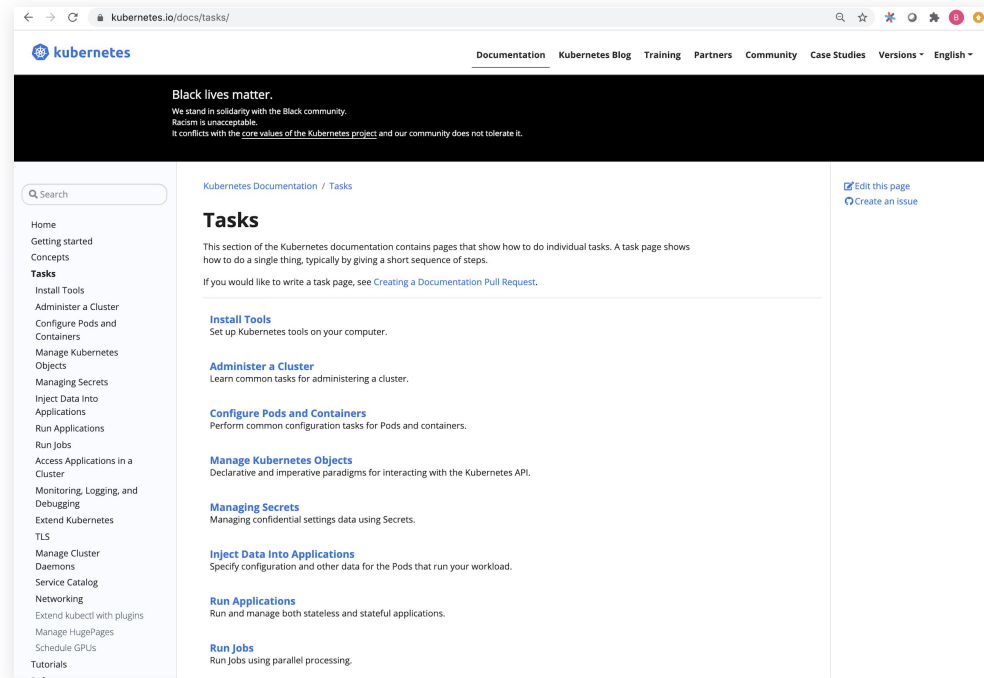 kubernetes.io/docs/tasks/
B
kubernetes
Documentation Kubernetes Blog Training Partners Community Case Studies Versions English
Black lives matter.
We stand in solidarity with the Black community.
Racism is unacceptable.
It conflicts with the core values of the Kubernetes project and our community does not tolerate it.
Search
Home
Getting started
Concepts
Tasks
Install Tools
Administer a Cluster
Configure Pods and
Containers
Manage Kubernetes
Objects
Managing Secrets
Inject Data Into
Applications
Run Applications
Run Jobs
Access Applications in a
Cluster
Monitoring, Logging, and
Debugging
Extend Kubernetes
TLS
Manage Cluster
Daemons
Service Catalog
Networking
Extend kubectl with plugins
Manage HugePages
Schedule GPUs
Tutorials
Kubernetes Documentation / Tasks
Tasks
This section of the Kubernetes documentation contains pages that show how to do individual tasks. A task page shows
how to do a single thing, typically by giving a short sequence of steps.
If you would like to write a task page, see Creating a Documentation Pull Request.
Install Tools
Set up Kubernetes tools on your computer.
Administer a Cluster
Learn common tasks for administering a cluster.
Configure Pods and Containers
Perform common configuration tasks for Pods and containers.
Manage Kubernetes Objects
Declarative and imperative paradigms for interacting with the Kubernetes API.
Managing Secrets
Managing confidential settings data using Secrets.
Inject Data Into Applications
Specify configuration and other data for the Pods that run your workload.
Run Applications
Run and manage both stateless and stateful applications.
Run Jobs
Run Jobs using parallel processing.
Edit this page
Create an issue